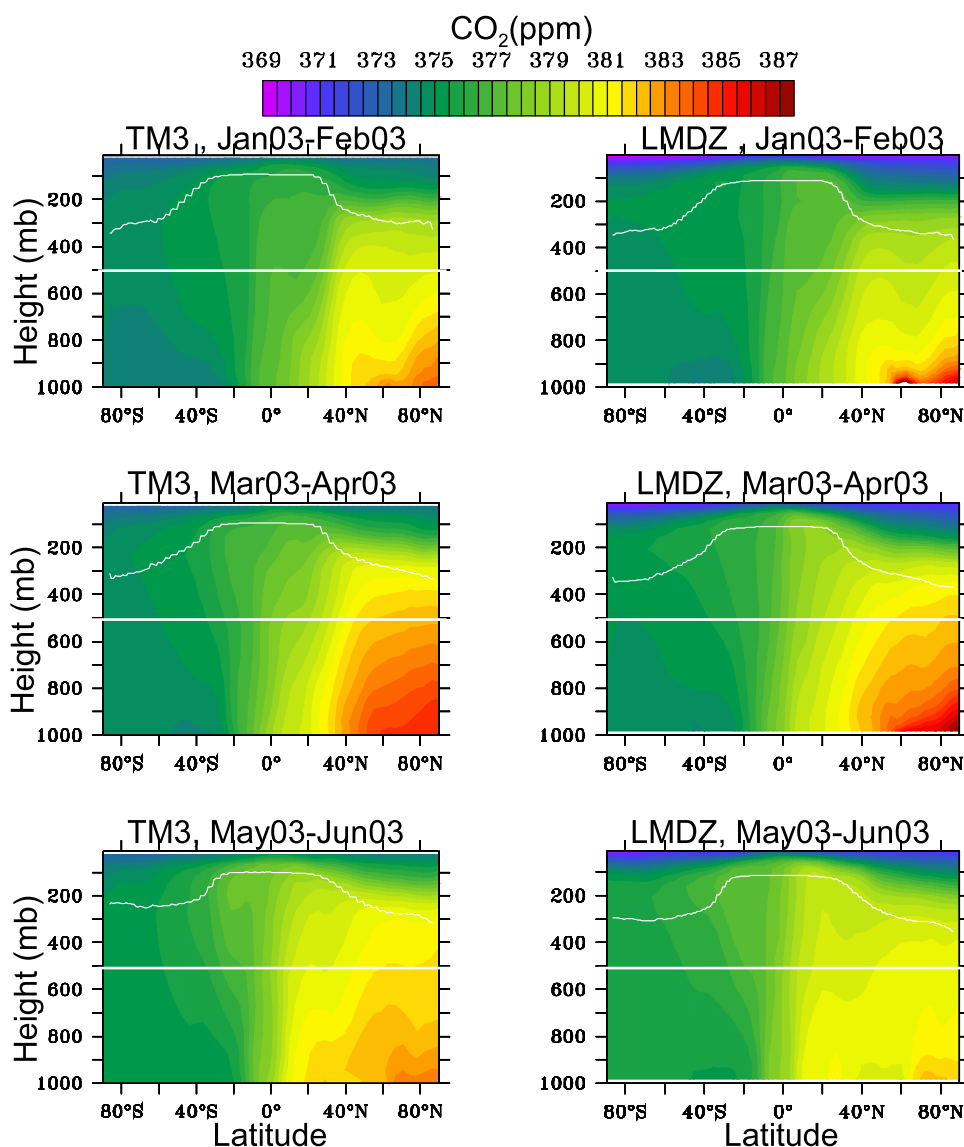 CO₂(ppm)
369 371 373 375 377 379 381 383 385 387
TM3 , Jan03-Feb03
LMDZ , Jan03-Feb03
Height (mb)
200
400
600
800
1000
80°S 40°S 0° 40°N 80°N
200
400
600
800
1000
80°S 40°S 0° 40°N 80°N
TM3, Mar03-Apr03
LMDZ, Mar03-Apr03
Height (mb)
200
400
600
800
1000
80°S 40°S 0° 40°N 80°N
200
400
600
800
1000
80°S 40°S 0° 40°N 80°N
TM3, May03-Jun03
LMDZ, May03-Jun03
Height (mb)
200
400
600
800
1000
80°S 40°S 0° 40°N 80°N
Latitude
200
400
600
800
1000
80°S 40°S 0° 40°N 80°N
Latitude